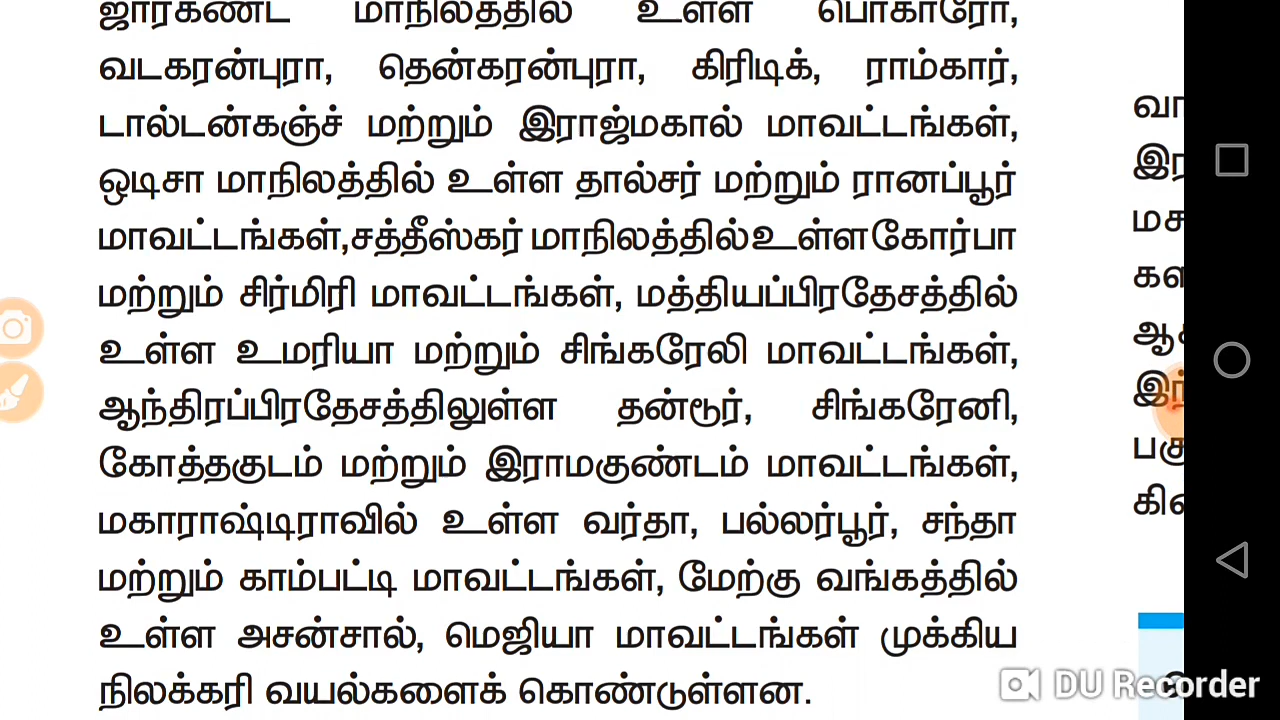 ஜார்கண்ட் மாநிலத்தில் உள்ள பொகாரோ,
வடகரன்புரா, தென்கரன்புரா, கிரிடிக், ராம்கார்,
டால்டன்கஞ்ச் மற்றும் இராஜ்மகால் மாவட்டங்கள்,
ஒடிசா மாநிலத்தில் உள்ள தால்சர் மற்றும் ரானப்பூர்
மாவட்டங்கள்,சத்தீஸ்கர் மாநிலத்தில் உள்ள கோர்பா
மற்றும் சிர்மிரி மாவட்டங்கள், மத்தியப்பிரதேசத்தில்
உள்ள உமரியா மற்றும் சிங்கரேலி மாவட்டங்கள்,
ஆந்திரப்பிரதேசத்திலுள்ள தன்டூர், சிங்கரேனி,
கோத்தகுடம் மற்றும் இராமகுண்டம் மாவட்டங்கள்,
மகாராஷ்டிராவில் உள்ள வர்தா, பல்லர்பூர், சந்தா
மற்றும் காம்பட்டி மாவட்டங்கள், மேற்கு வங்கத்தில்
உள்ள அசன்சால், மெஜியா மாவட்டங்கள் முக்கிய
நிலக்கரி வயல்களைக் கொண்டுள்ளன.
DU Recorder